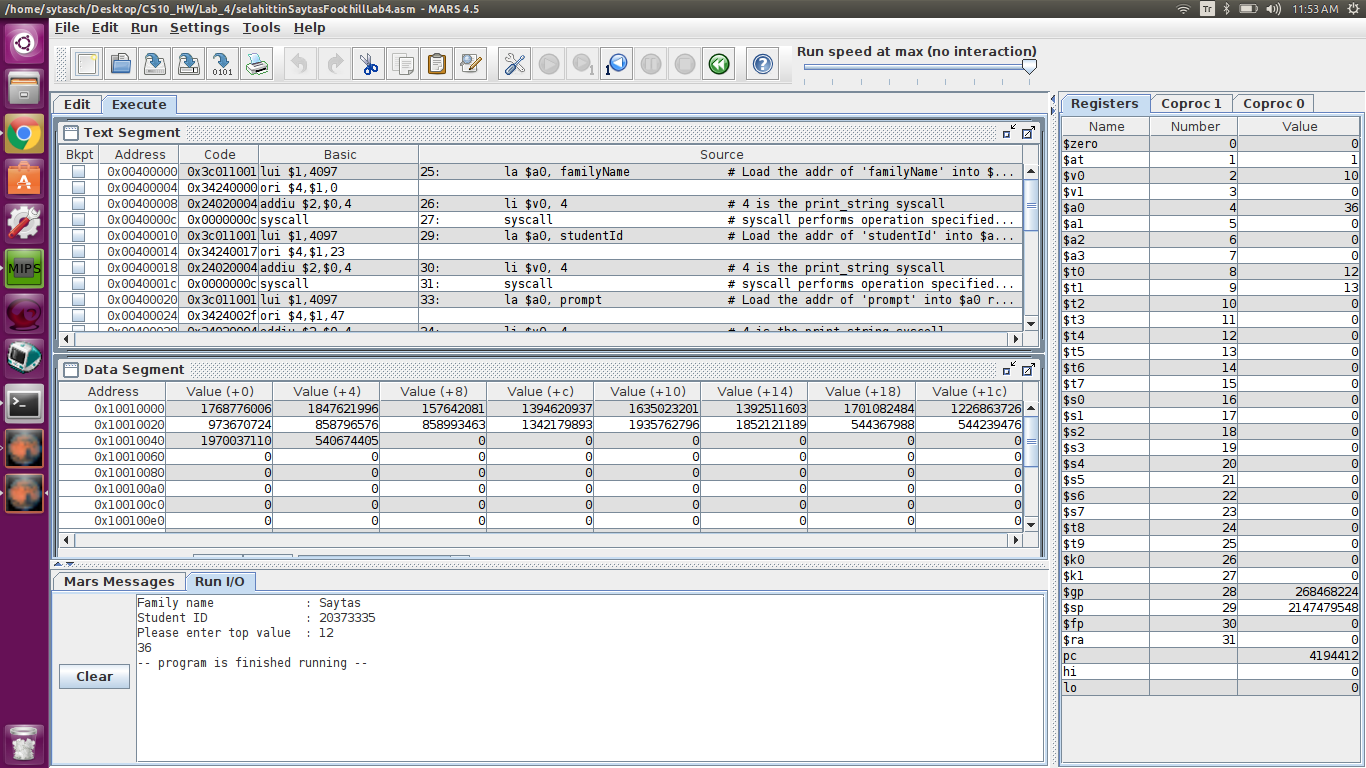 /home/sytasch/Desktop/CS10_HW/Lab_4/selahittinSaytasFoothillLab4.asm - MARS 4.5
Tr 11:53 AM
File Edit Run Settings Tools Help
Run speed at max (no interaction)
Edit Execute
Text Segment
Bkpt Address Code Basic Source
0x00400000 0x3c011001 lui $1,4097 25: la $a0, familyName # Load the addr of 'familyName' into $...
0x00400004 0x34240000 ori $4,$1,0
0x00400008 0x24020004 addiu $2,$0,4 26: li $v0, 4 # 4 is the print_string syscall
0x0040000c 0x0000000c syscall 27: syscall # syscall performs operation specified...
0x00400010 0x3c011001 lui $1,4097 29: la $a0, studentId # Load the addr of 'studentId' into $a...
0x00400014 0x34240017 ori $4,$1,23
0x00400018 0x24020004 addiu $2,$0,4 30: li $v0, 4 # 4 is the print_string syscall
0x0040001c 0x0000000c syscall 31: syscall # syscall performs operation specified...
0x00400020 0x3c011001 lui $1,4097 33: la $a0, prompt # Load the addr of 'prompt' into $a0 r...
0x00400024 0x3424002f ori $4,$1,47
0x00400028 0x24020004 addiu $2,$0,4 34: li $v0, 4 # 4 is the print_string syscall
Data Segment
Address Value (+0) Value (+4) Value (+8) Value (+c) Value (+10) Value (+14) Value (+18) Value (+1c)
0x10010000 1768776006 1847621996 157642081 1394620937 1635023201 1392511603 1701082484 1226863726
0x10010020 973670724 858796576 858993463 1342179893 1935762796 1852121189 544367988 544239476
0x10010040 1970037110 540674405 0 0 0 0 0 0
0x10010060 0 0 0 0 0 0 0 0
0x10010080 0 0 0 0 0 0 0 0
0x100100a0 0 0 0 0 0 0 0 0
0x100100c0 0 0 0 0 0 0 0 0
0x100100e0 0 0 0 0 0 0 0 0
Mars Messages Run I/O
Clear
Family name : Saytas
Student ID : 20373335
Please enter top value : 12
36
-- program is finished running --
Registers Coproc 1 Coproc 0
Name Number Value
$zero 0 0
$at 1 1
$v0 2 10
$v1 3 0
$a0 4 36
$a1 5 0
$a2 6 0
$a3 7 0
$t0 8 12
$t1 9 13
$t2 10 0
$t3 11 0
$t4 12 0
$t5 13 0
$t6 14 0
$t7 15 0
$s0 16 0
$s1 17 0
$s2 18 0
$s3 19 0
$s4 20 0
$s5 21 0
$s6 22 0
$s7 23 0
$t8 24 0
$t9 25 0
$k0 26 0
$k1 27 0
$gp 28 268468224
$sp 29 2147479548
$fp 30 0
$ra 31 0
pc 4194412
hi 0
lo 0
MIPS
0101
1
1